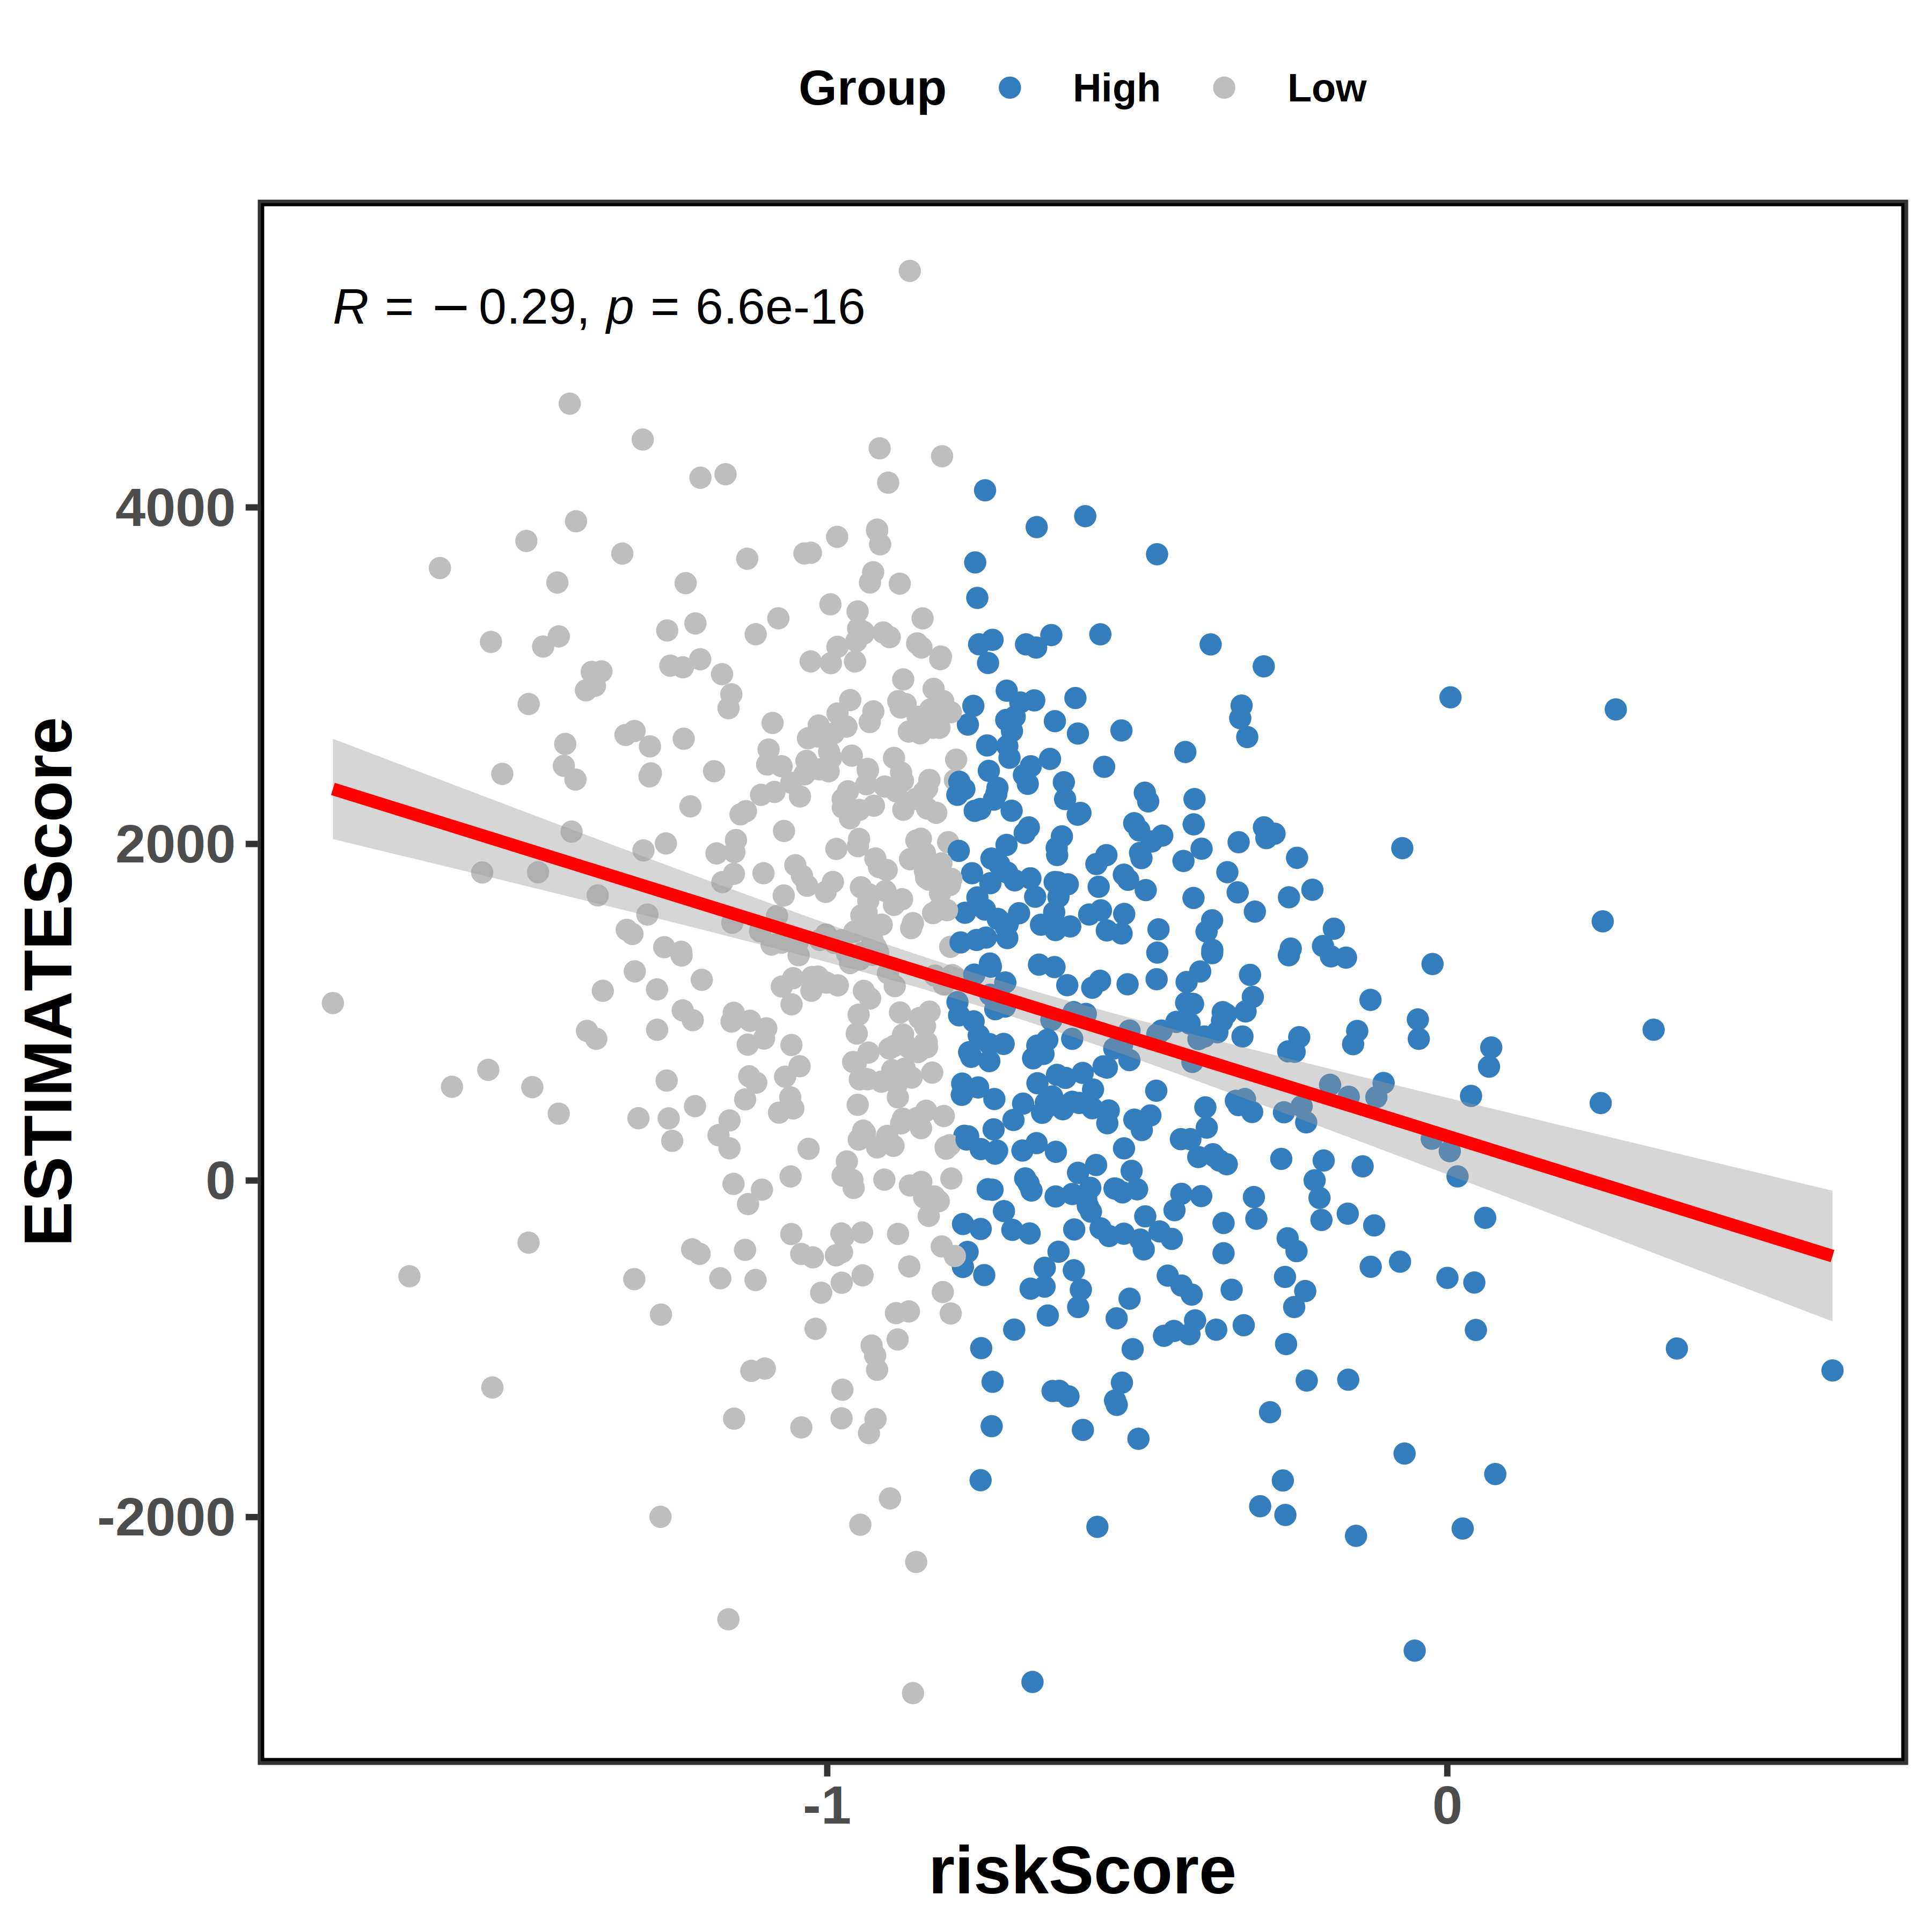 Group High Low
R = −0.29, p = 6.6e-16
ESTIMATEScore
4000
2000
0
-2000
-1
0
riskScore